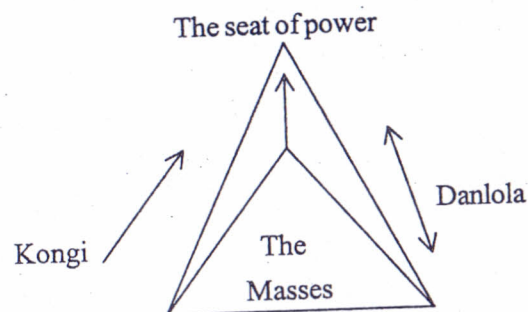 The seat of power
Danlola
Kongi
The
Masses